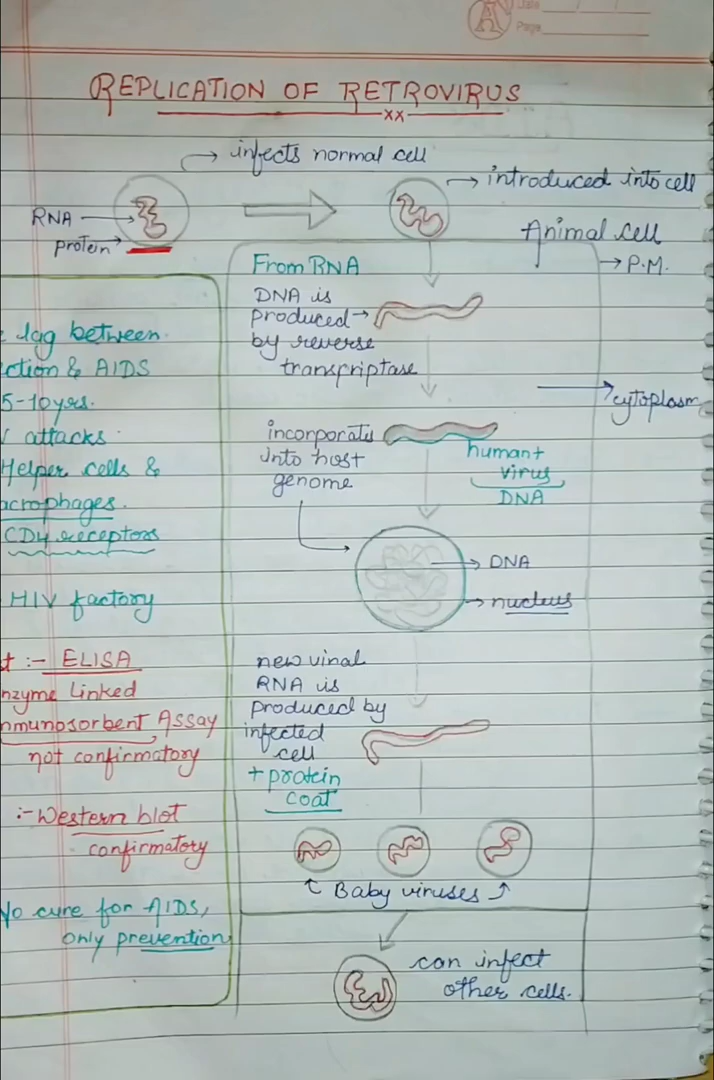 Date
Page
REPLICATION OF RETROVIRUS
xx
infects normal cell
introduced into cell
RNA
protein
Animal cell
P.M.
From RNA
DNA is
produced
by reverse
transpriptase
cytoplasm
incorporates
into host
genome
human+
virus
DNA
DNA
nucleus
new viral
RNA is
produced by
infected
cell
+ protein
coat
Baby viruses
can infect
other cells.
lag between
ction & AIDS
5-10yrs.
attacks
Helper cells &
acrophages.
CD4 receptors
HIV factory
t :- ELISA
nzyme Linked
mmunosorbent Assay
not confirmatory
:- Western blot
confirmatory
No cure for AIDS,
only prevention